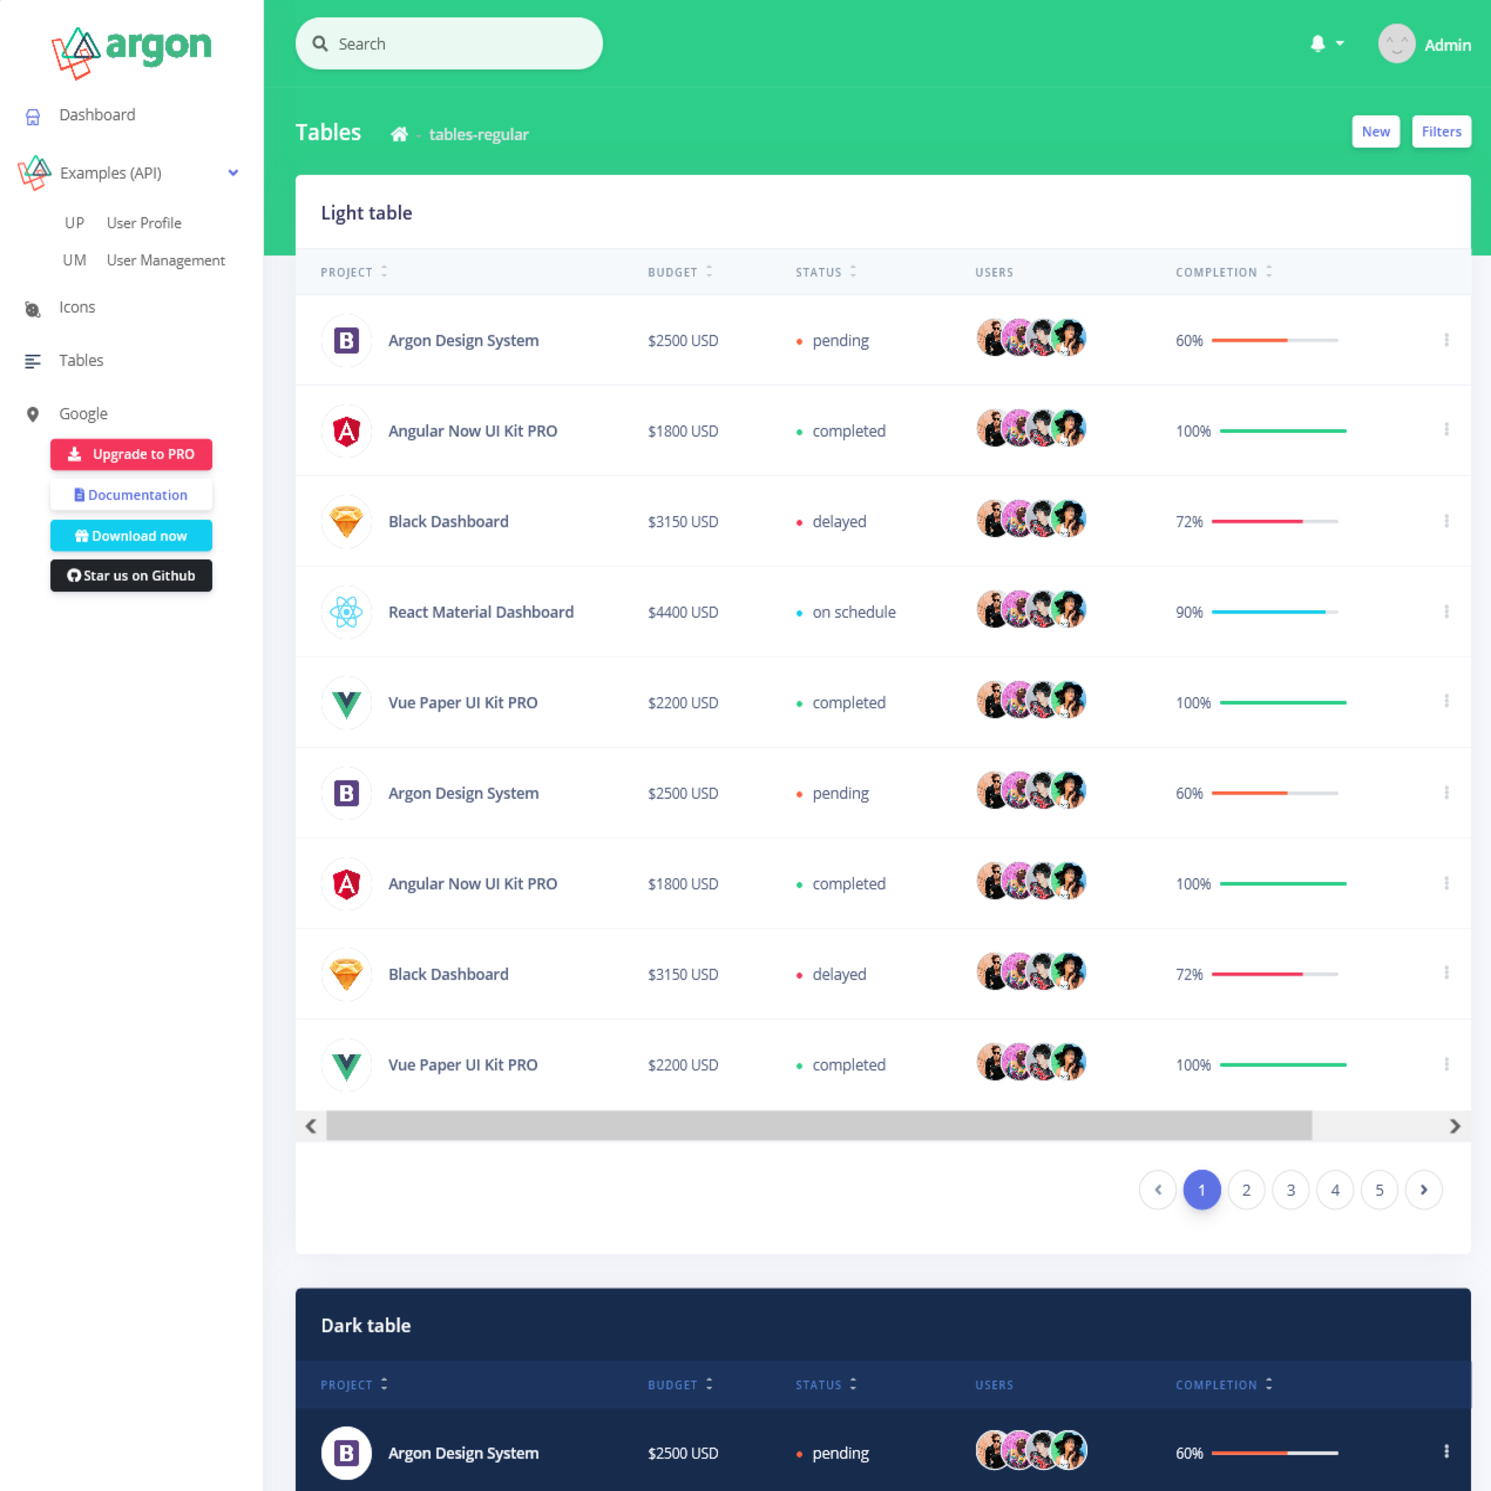 argon
Search
Admin
Dashboard
Examples (API)
UP User Profile
UM User Management
Icons
Tables
Google
Upgrade to PRO
Documentation
Download now
Star us on Github
Tables - tables-regular
New Filters
Light table
PROJECT BUDGET STATUS USERS COMPLETION
B Argon Design System $2500 USD pending 60%
A Angular Now UI Kit PRO $1800 USD completed 100%
Black Dashboard $3150 USD delayed 72%
React Material Dashboard $4400 USD on schedule 90%
Vue Paper UI Kit PRO $2200 USD completed 100%
B Argon Design System $2500 USD pending 60%
A Angular Now UI Kit PRO $1800 USD completed 100%
Black Dashboard $3150 USD delayed 72%
Vue Paper UI Kit PRO $2200 USD completed 100%
1 2 3 4 5
Dark table
PROJECT BUDGET STATUS USERS COMPLETION
B Argon Design System $2500 USD pending 60%